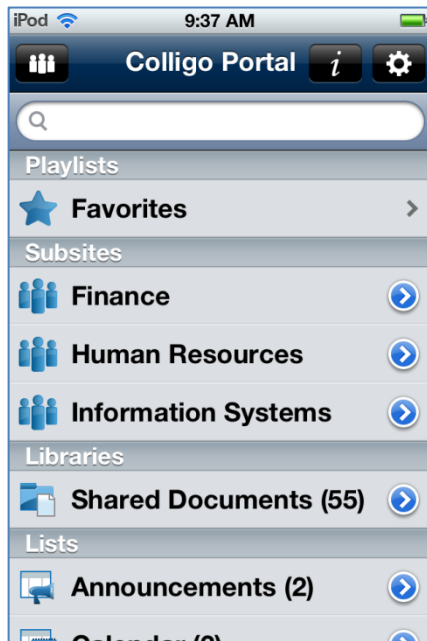 iPod 9:37 AM
Colligo Portal i
Playlists
Favorites
Subsites
Finance
Human Resources
Information Systems
Libraries
Shared Documents (55)
Lists
Announcements (2)
Calendar